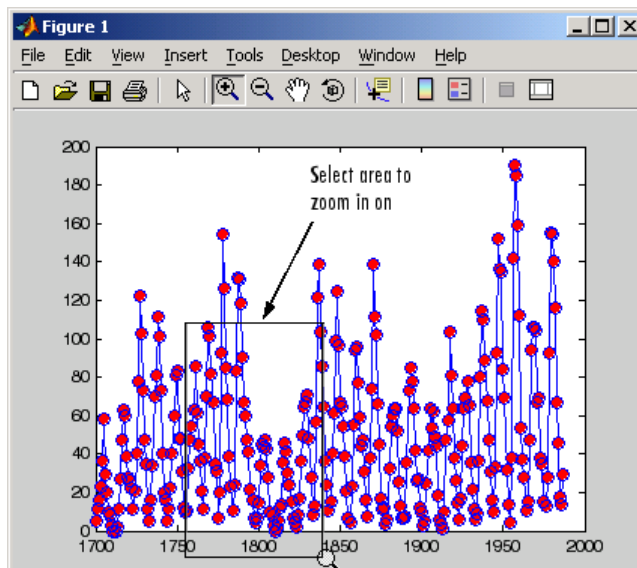 Figure 1
File Edit View Insert Tools Desktop Window Help
200
180
Select area to
zoom in on
160
140
120
100
80
60
40
20
0
1700 1750 1800 1850 1900 1950 2000